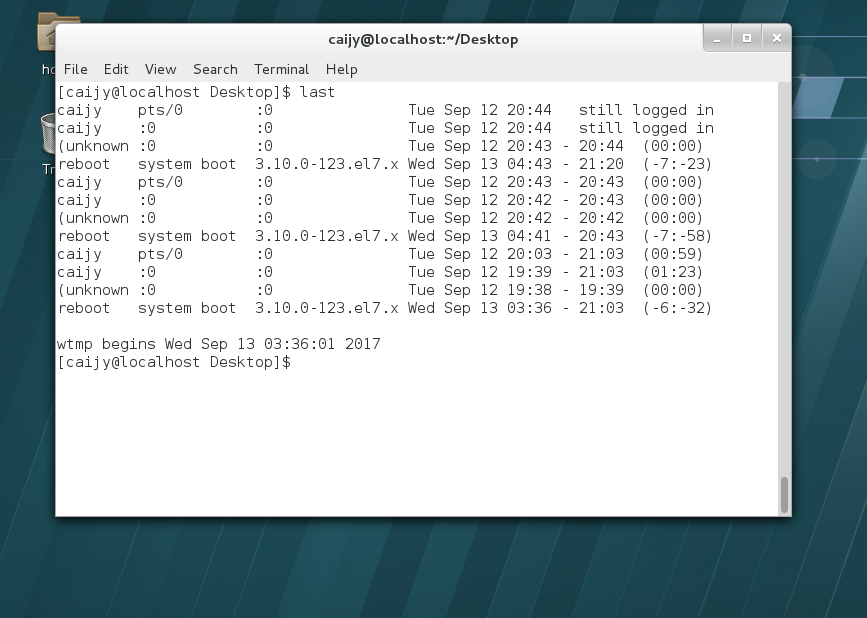 caijy@localhost:~/Desktop
File Edit View Search Terminal Help
[caijy@localhost Desktop]$ last
caijy    pts/0        :0               Tue Sep 12 20:44   still logged in
caijy    :0           :0               Tue Sep 12 20:44   still logged in
(unknown :0           :0               Tue Sep 12 20:43 - 20:44  (00:00)
reboot   system boot  3.10.0-123.el7.x Wed Sep 13 04:43 - 21:20  (-7:-23)
caijy    pts/0        :0               Tue Sep 12 20:43 - 20:43  (00:00)
caijy    :0           :0               Tue Sep 12 20:42 - 20:43  (00:00)
(unknown :0           :0               Tue Sep 12 20:42 - 20:42  (00:00)
reboot   system boot  3.10.0-123.el7.x Wed Sep 13 04:41 - 20:43  (-7:-58)
caijy    pts/0        :0               Tue Sep 12 20:03 - 21:03  (00:59)
caijy    :0           :0               Tue Sep 12 19:39 - 21:03  (01:23)
(unknown :0           :0               Tue Sep 12 19:38 - 19:39  (00:00)
reboot   system boot  3.10.0-123.el7.x Wed Sep 13 03:36 - 21:03  (-6:-32)
wtmp begins Wed Sep 13 03:36:01 2017
[caijy@localhost Desktop]$